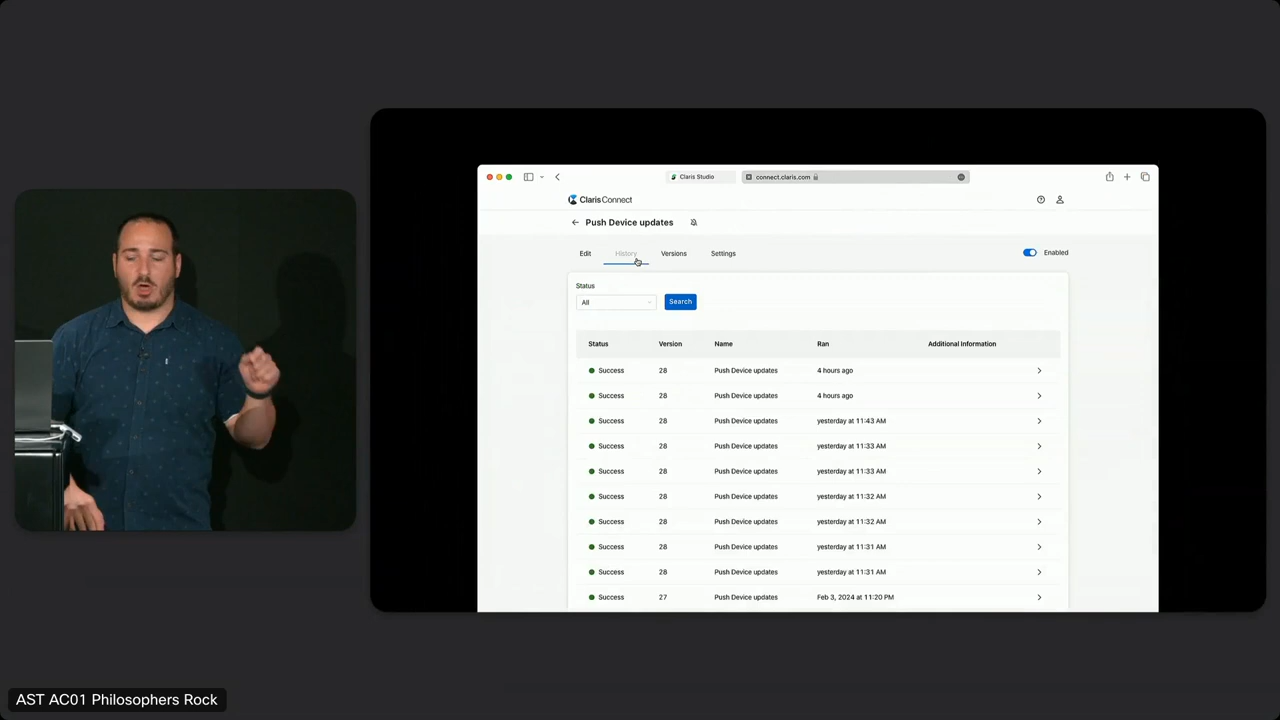 Claris Studio
connect.claris.com
Claris Connect
Push Device updates
Edit History Versions Settings Enabled
Status
All Search
Status Version Name Ran Additional Information
Success 28 Push Device updates 4 hours ago
Success 28 Push Device updates 4 hours ago
Success 28 Push Device updates yesterday at 11:43 AM
Success 28 Push Device updates yesterday at 11:33 AM
Success 28 Push Device updates yesterday at 11:33 AM
Success 28 Push Device updates yesterday at 11:32 AM
Success 28 Push Device updates yesterday at 11:32 AM
Success 28 Push Device updates yesterday at 11:31 AM
Success 28 Push Device updates yesterday at 11:31 AM
Success 27 Push Device updates Feb 3, 2024 at 11:20 PM
AST AC01 Philosophers Rock